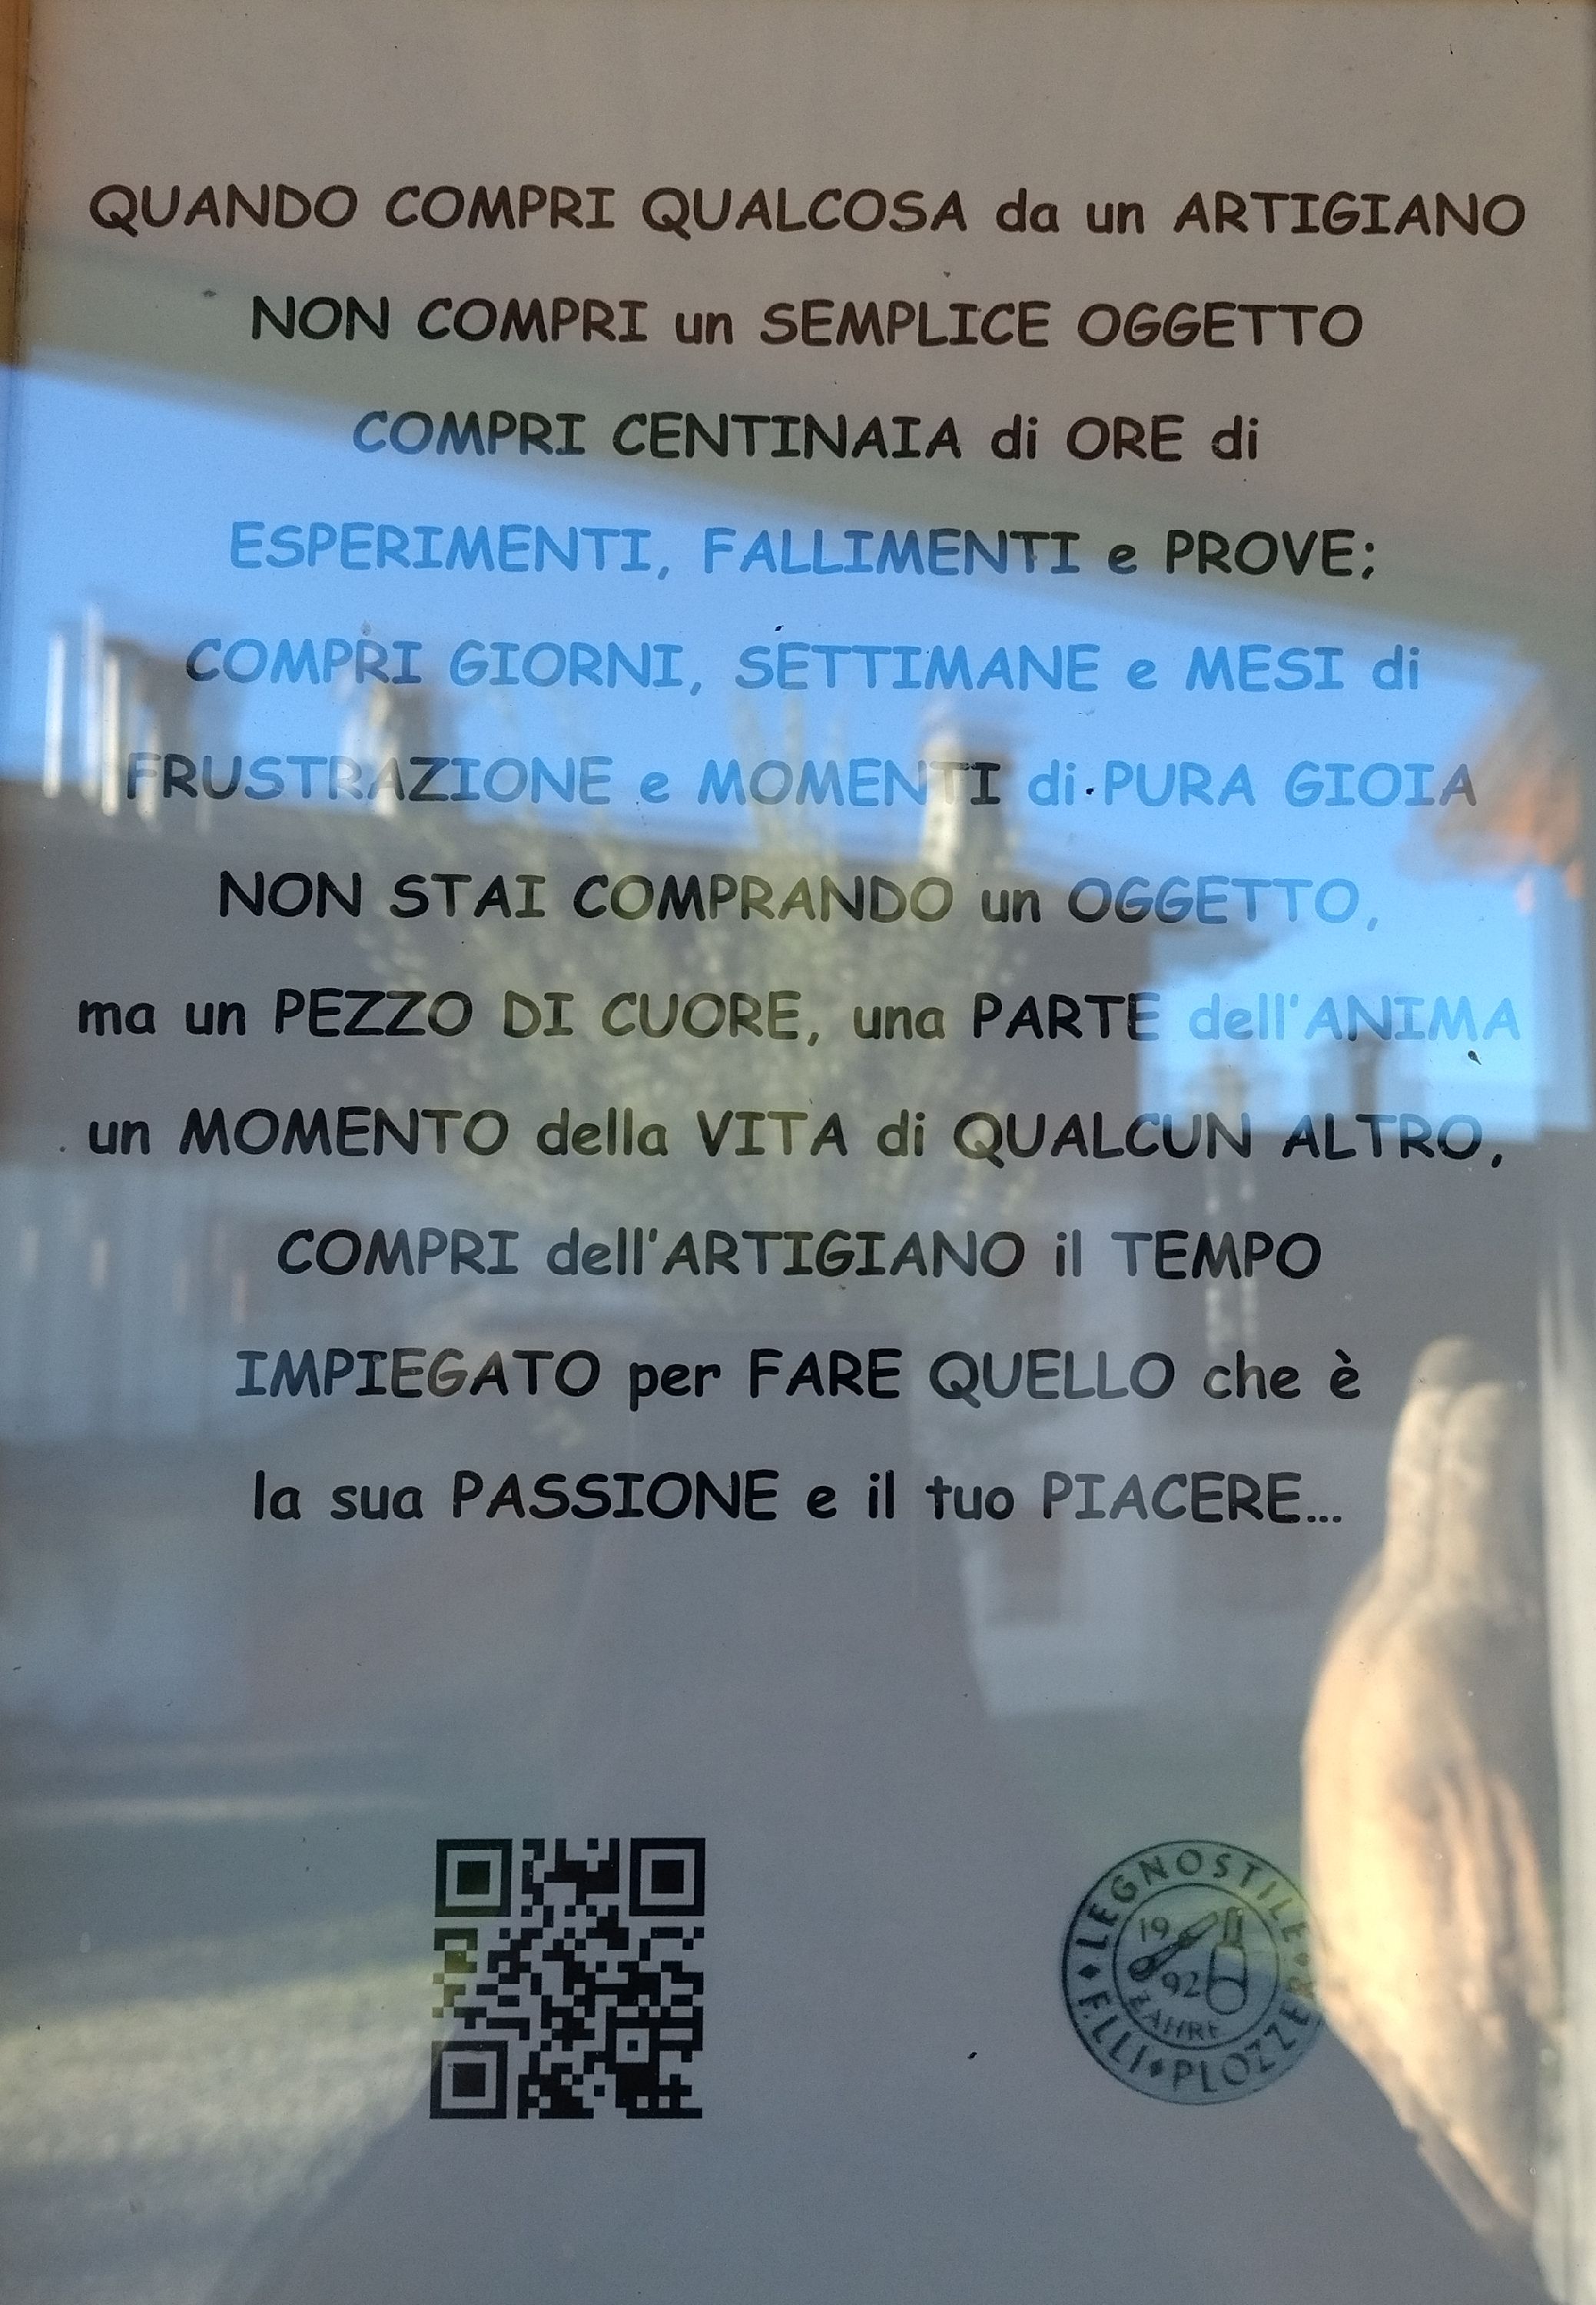 QUANDO COMPRI QUALCOSA da un ARTIGIANO
NON COMPRI un SEMPLICE OGGETTO
COMPRI CENTINAIA di ORE di
ESPERIMENTI, FALLIMENTI e PROVE;
COMPRI GIORNI, SETTIMANE e MESI di
FRUSTRAZIONE e MOMENTI di PURA GIOIA
NON STAI COMPRANDO un OGGETTO,
ma un PEZZO DI CUORE, una PARTE dell'ANIMA
un MOMENTO della VITA di QUALCUN ALTRO,
COMPRI dell'ARTIGIANO il TEMPO
IMPIEGATO per FARE QUELLO che è
la sua PASSIONE e il tuo PIACERE...
LEGNOSTILE
19
92
ZAHRE
F.LLI PLOZZER